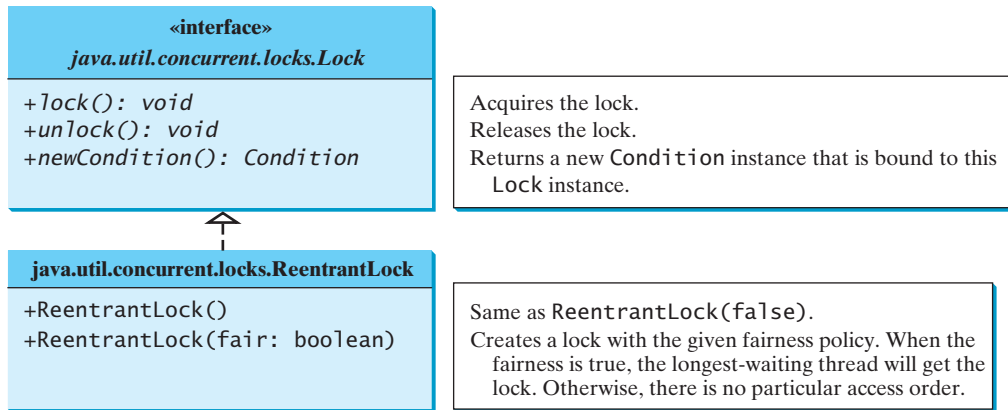 «interface»
java.util.concurrent.locks.Lock
+lock(): void
+unlock(): void
+newCondition(): Condition
Acquires the lock.
Releases the lock.
Returns a new Condition instance that is bound to this
Lock instance.
java.util.concurrent.locks.ReentrantLock
+ReentrantLock()
+ReentrantLock(fair: boolean)
Same as ReentrantLock(false).
Creates a lock with the given fairness policy. When the
fairness is true, the longest-waiting thread will get the
lock. Otherwise, there is no particular access order.